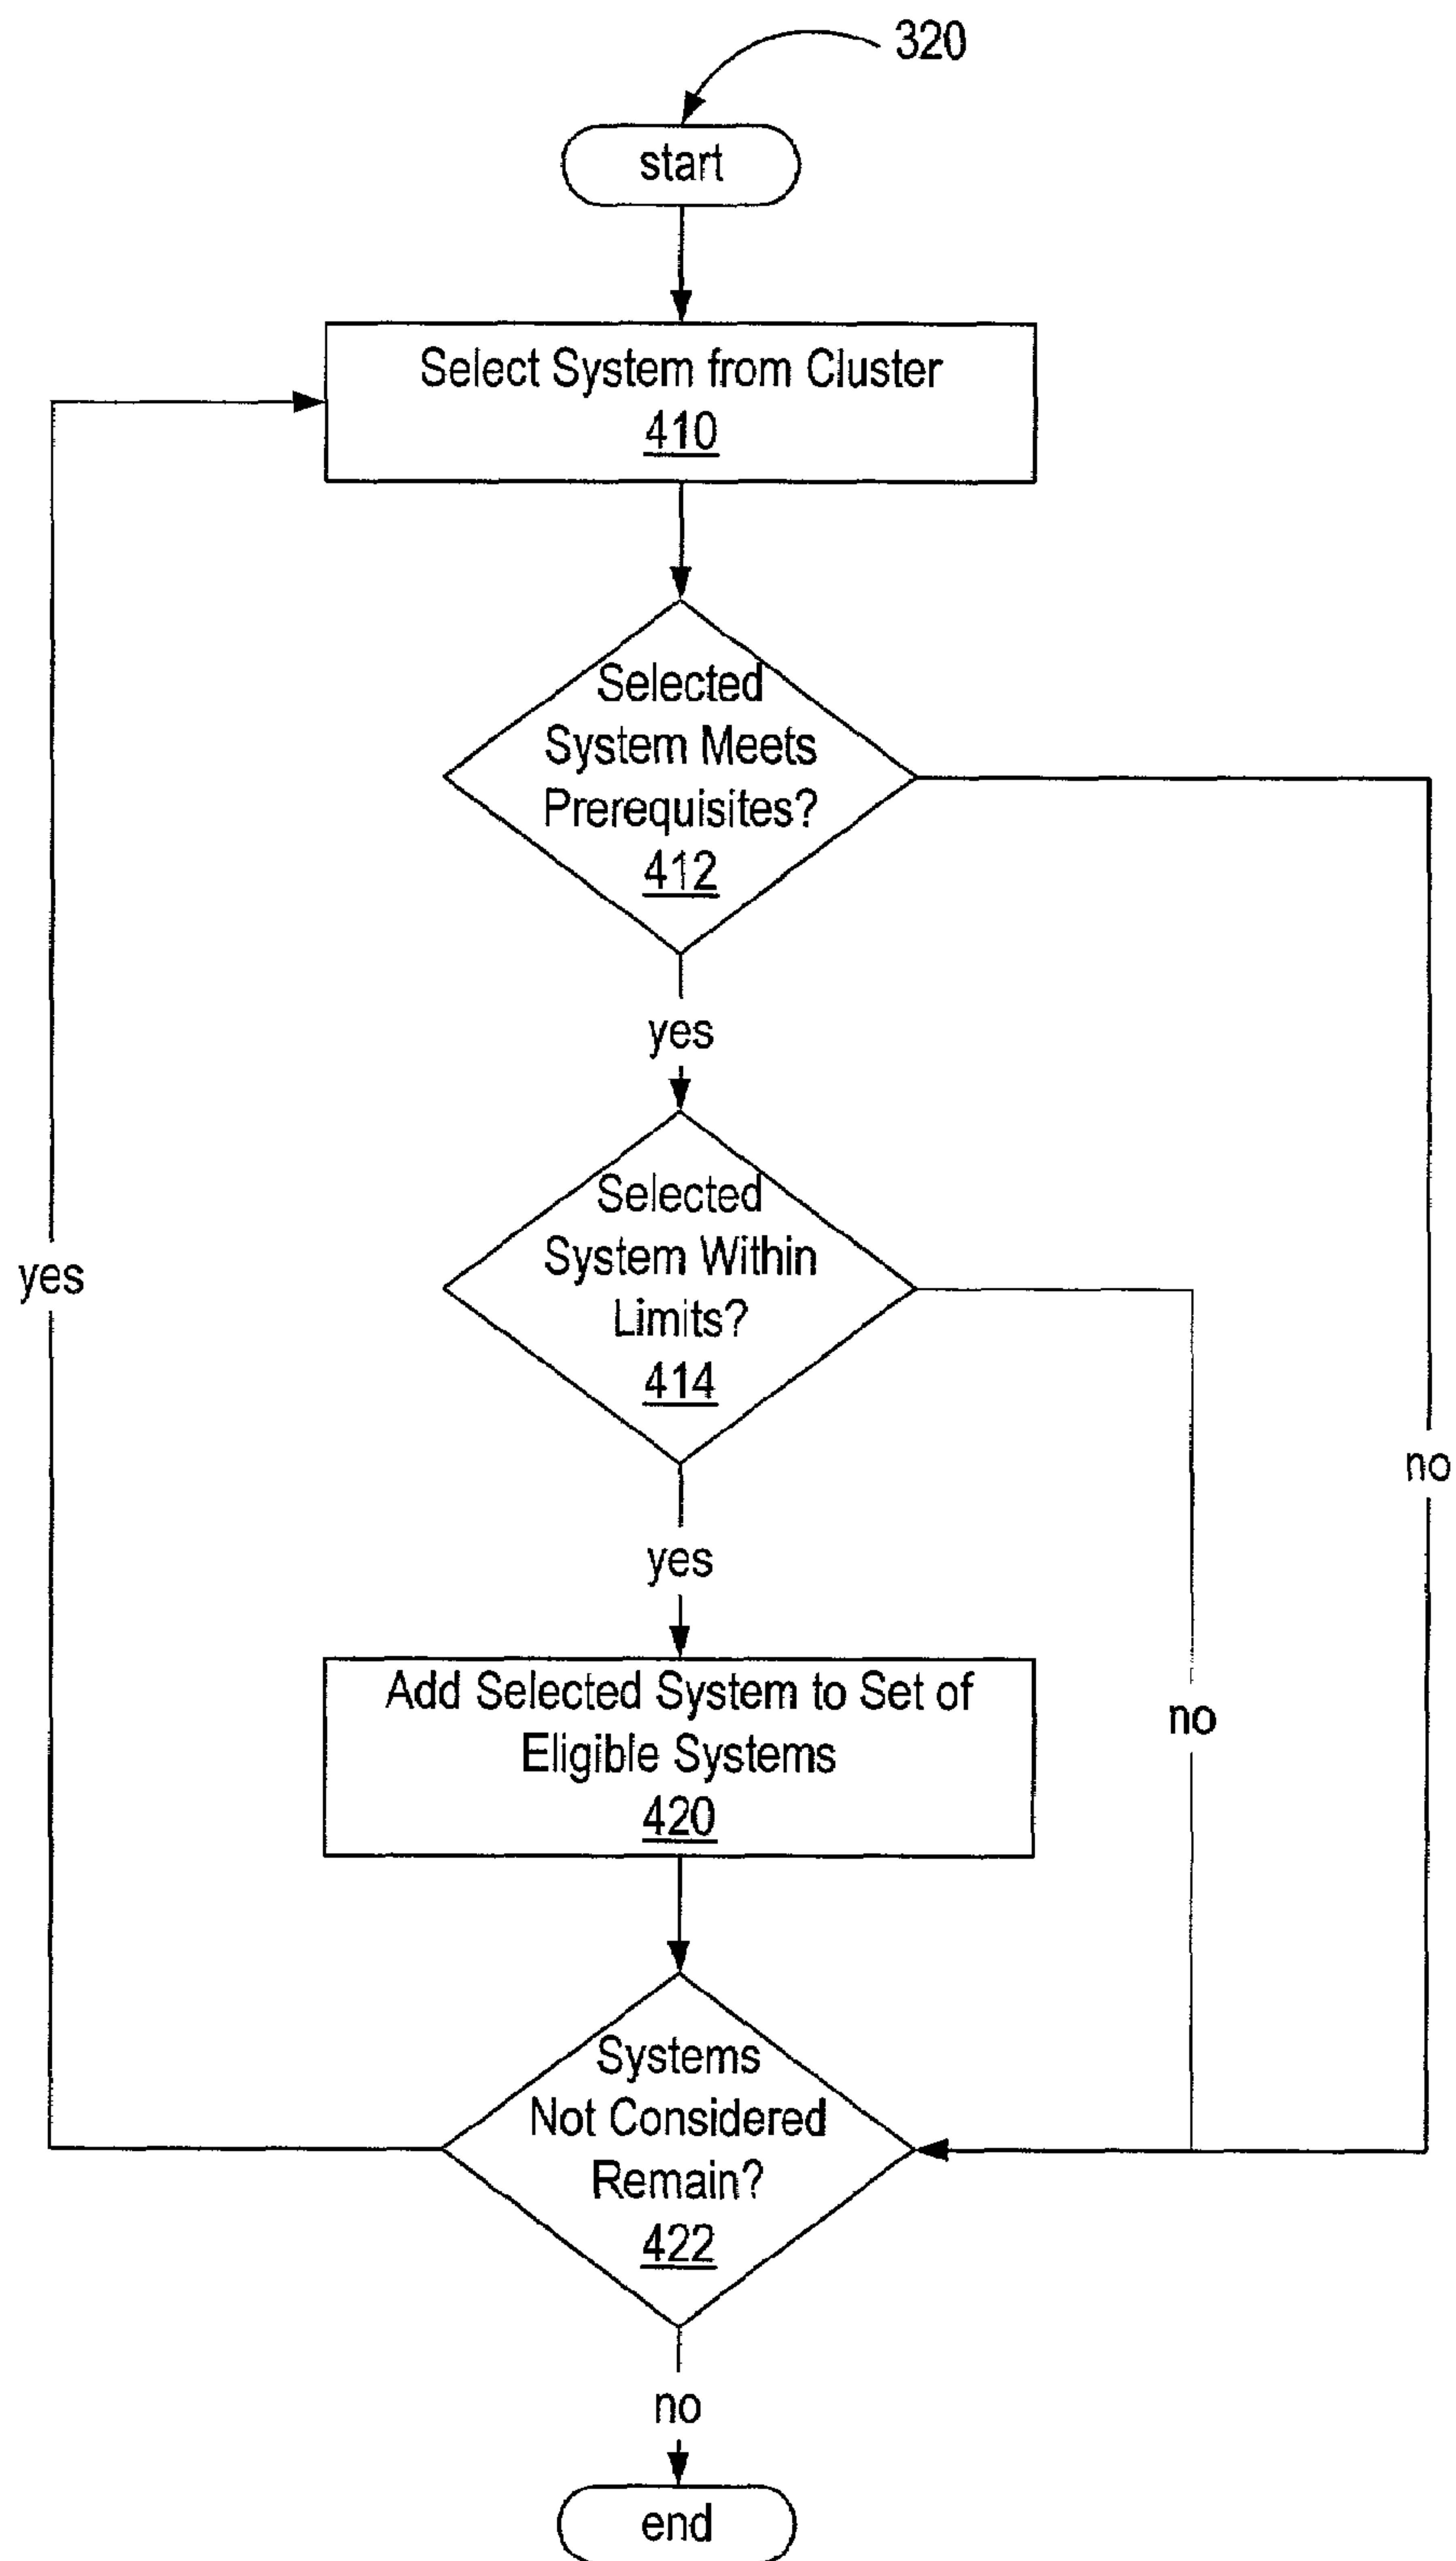 320
start
Select System from Cluster
410
Selected
System Meets
Prerequisites?
412
yes
Selected
System Within
Limits?
414
yes
no
yes
no
Add Selected System to Set of
Eligible Systems
420
Systems
Not Considered
Remain?
422
no
end